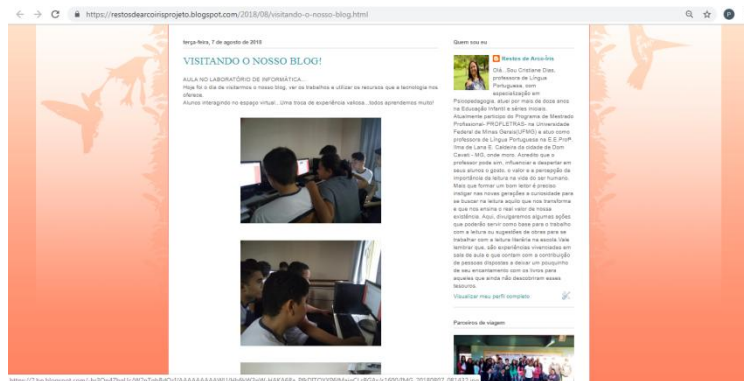 https://restosdearcoirisprojeto.blogspot.com/2018/08/visitando-o-nosso-blog.html
terça-feira, 7 de agosto de 2018
VISITANDO O NOSSO BLOG!
AULA NO LABORATÓRIO DE INFORMÁTICA...
Hoje foi o dia de visitarmos o nosso blog, ver os trabalhos e utilizar os recursos que a tecnologia nos
oferece.
Alunos interagindo no espaço virtual... Uma troca de experiência valiosa...todos aprendemos muito!
Quem sou eu
Restos de Arco-Íris
Olá ,Sou Cristiane Dias,
professora de Língua
Portuguesa, com
especialização em
Psicopedagogia, atuei por mais de doze anos
na Educação Infantil e séries iniciais.
Atualmente participo do Programa de Mestrado
Profissional- PROFLETRAS- na Universidade
Federal de Minas Gerais(UFMG) e atuo como
professora de Língua Portuguesa na E.E.Profª
Ilma de Lana E. Caldeira da cidade de Dom
Cavati - MG, onde moro. Acredito que o
professor pode sim, influenciar e despertar em
seus alunos o gosto, o valor e a percepção da
importância da leitura na vida do ser humano.
Mais que formar um bom leitor é preciso
instigar nas novas gerações a curiosidade para
se buscar na leitura aquilo que nos transforma
e que nos ensina o real valor de nossa
existência. Aqui, divulgaremos algumas ações
que poderão servir como base para o trabalho
com a leitura ou sugestões de obras para se
trabalhar com a leitura literária na escola.Vale
lembrar que, são experiências vivenciadas em
sala de aula e que contam com a contribuição
de pessoas dispostas a deixar um pouquinho
de seu encantamento com os livros para
aqueles que ainda não descobriram esses
tesouros.
Visualizar meu perfil completo
Parceiros de viagem